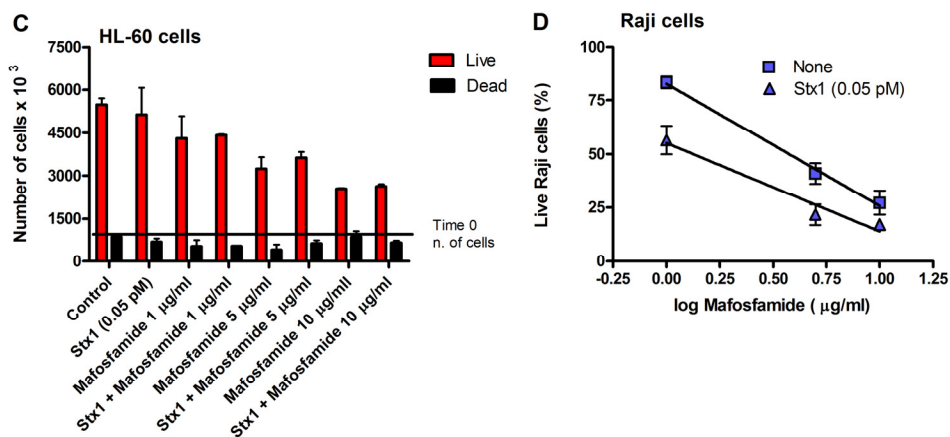 C
HL-60 cells
Number of cells x 10 3
7500
6000
4500
3000
1500
0
Live
Dead
Time 0
n. of cells
Control
Stx1 (0.05 pM)
Mafosfamide 1 µg/ml
Stx1 + Mafosfamide 1 µg/ml
Mafosfamide 5 µg/ml
Stx1 + Mafosfamide 5 µg/ml
Mafosfamide 10 µg/mll
Stx1 + Mafosfamide 10 µg/ml
D
Raji cells
Live Raji cells (%)
100
75
50
25
0
None
Stx1 (0.05 pM)
-0.25 0.00 0.25 0.50 0.75 1.00 1.25
log Mafosfamide ( µg/ml)